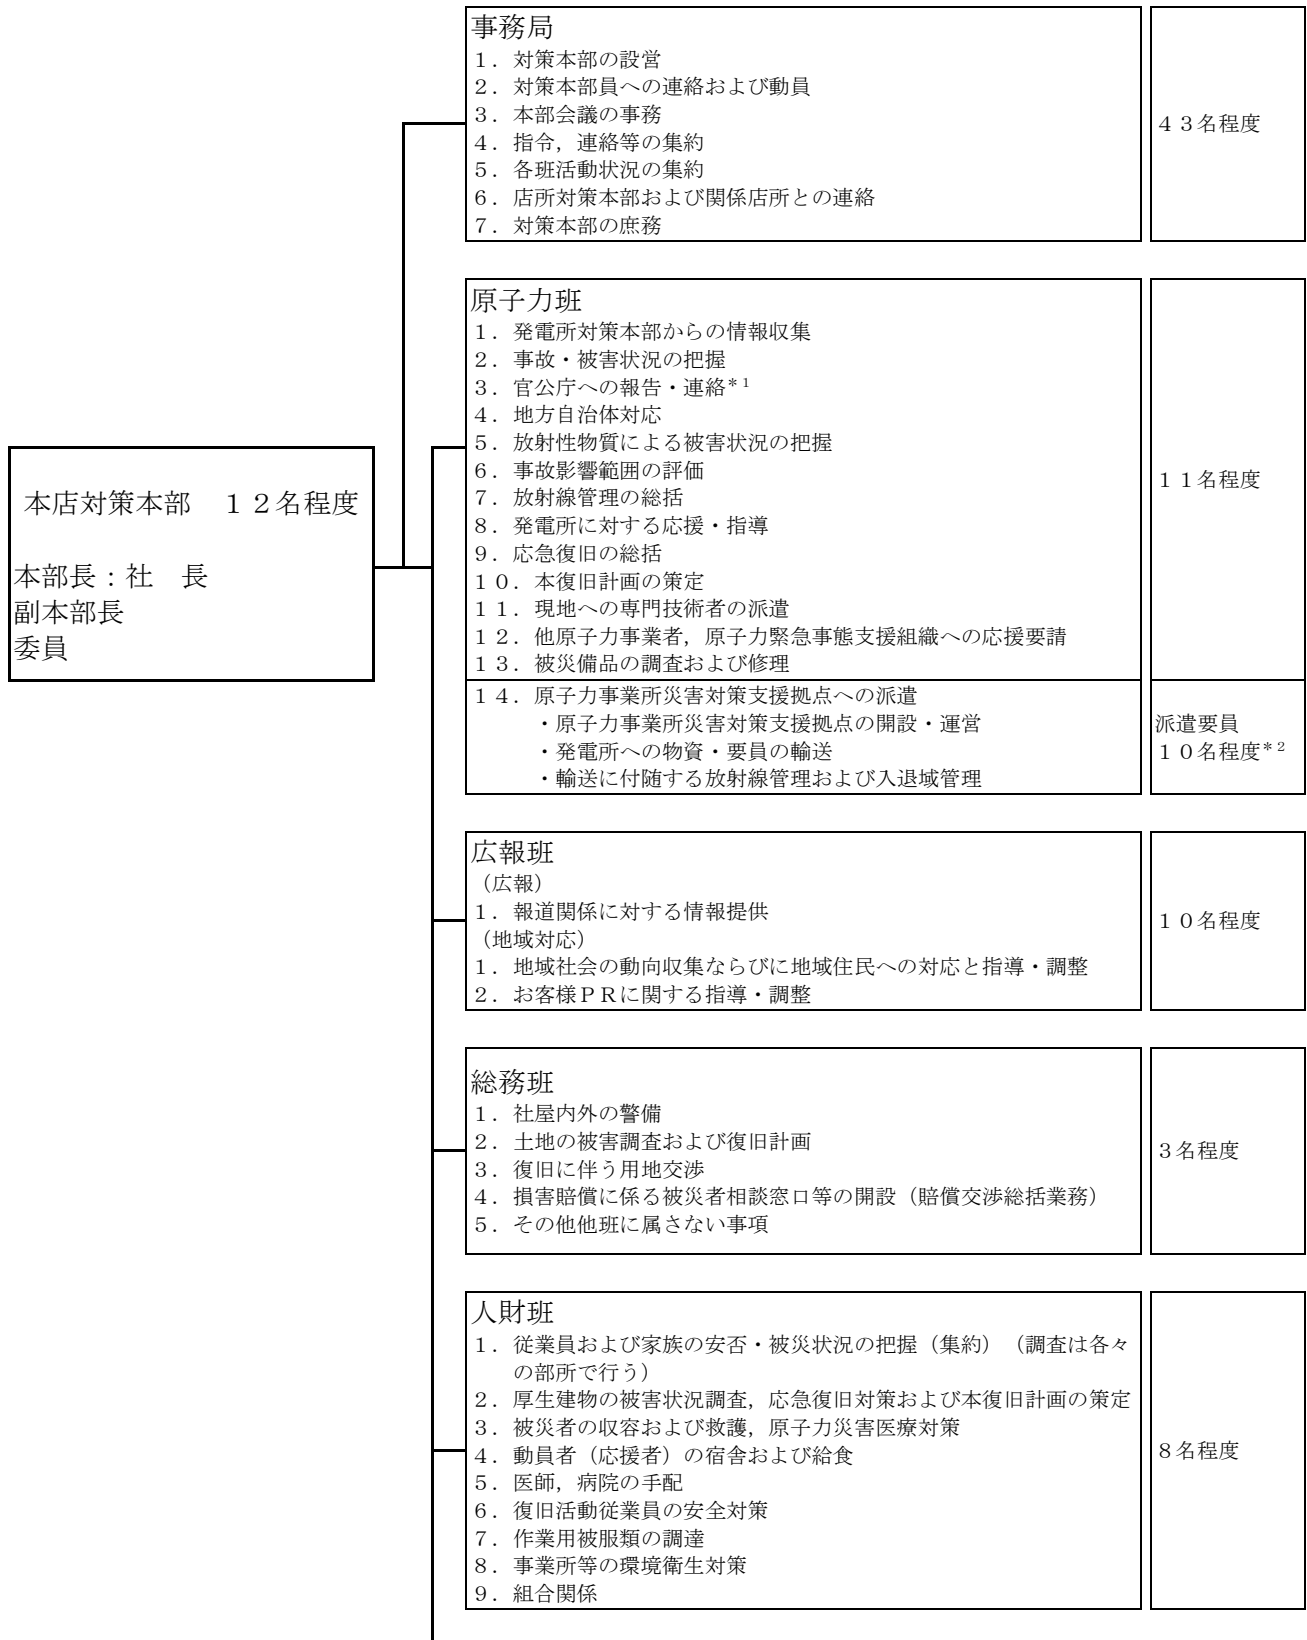 事務局
１．対策本部の設営
２．対策本部員への連絡および動員
３．本部会議の事務
４．指令，連絡等の集約
５．各班活動状況の集約
６．店所対策本部および関係店所との連絡
７．対策本部の庶務
４３名程度
原子力班
１．発電所対策本部からの情報収集
２．事故・被害状況の把握
３．官公庁への報告・連絡＊１
４．地方自治体対応
５．放射性物質による被害状況の把握
６．事故影響範囲の評価
７．放射線管理の総括
８．発電所に対する応援・指導
９．応急復旧の総括
１０．本復旧計画の策定
１１．現地への専門技術者の派遣
１２．他原子力事業者，原子力緊急事態支援組織への応援要請
１３．被災備品の調査および修理
１１名程度
１４．原子力事業所災害対策支援拠点への派遣
・原子力事業所災害対策支援拠点の開設・運営
・発電所への物資・要員の輸送
・輸送に付随する放射線管理および入退域管理
派遣要員
１０名程度＊２
本店対策本部　１２名程度
本部長：社　長
副本部長
委員
広報班
（広報）
１．報道関係に対する情報提供
（地域対応）
１．地域社会の動向収集ならびに地域住民への対応と指導・調整
２．お客様ＰＲに関する指導・調整
１０名程度
総務班
１．社屋内外の警備
２．土地の被害調査および復旧計画
３．復旧に伴う用地交渉
４．損害賠償に係る被災者相談窓口等の開設（賠償交渉総括業務）
５．その他他班に属さない事項
３名程度
人財班
１．従業員および家族の安否・被災状況の把握（集約）（調査は各々
の部所で行う）
２．厚生建物の被害状況調査，応急復旧対策および本復旧計画の策定
３．被災者の収容および救護，原子力災害医療対策
４．動員者（応援者）の宿舎および給食
５．医師，病院の手配
６．復旧活動従業員の安全対策
７．作業用被服類の調達
８．事業所等の環境衛生対策
９．組合関係
８名程度